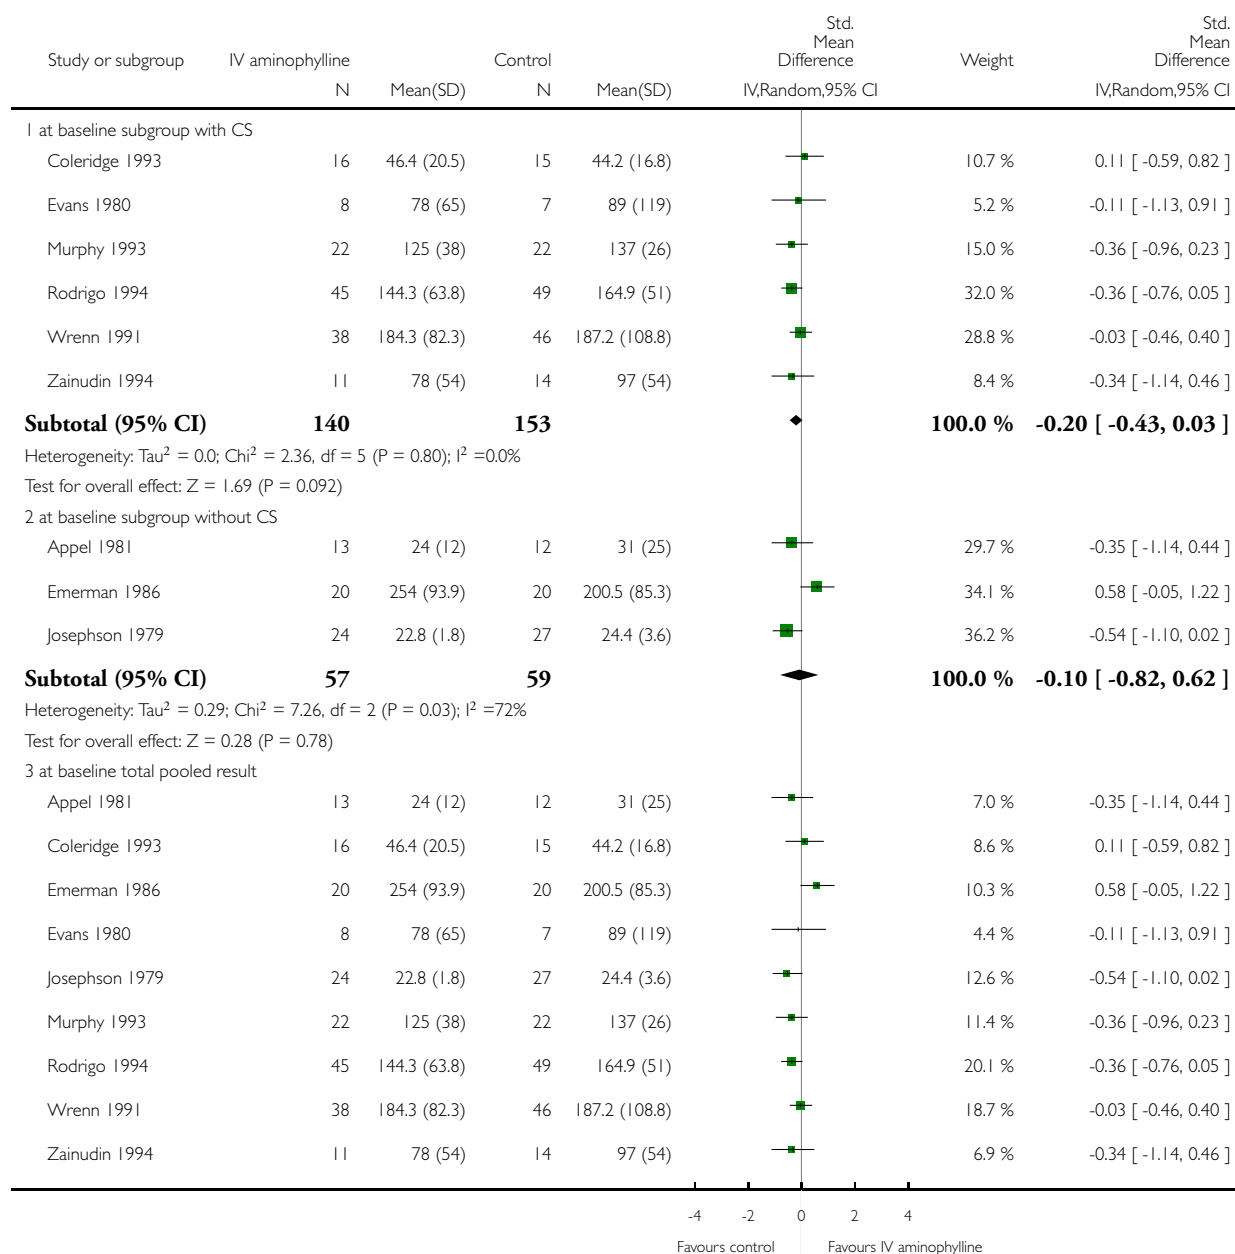 Std. Mean Difference Std. Mean Difference
Study or subgroup IV aminophylline Control Weight
N Mean(SD) N Mean(SD) IV,Random,95% CI IV,Random,95% CI
1 at baseline subgroup with CS
Coleridge 1993 16 46.4 (20.5) 15 44.2 (16.8) 10.7 % 0.11 [ -0.59, 0.82 ]
Evans 1980 8 78 (65) 7 89 (119) 5.2 % -0.11 [ -1.13, 0.91 ]
Murphy 1993 22 125 (38) 22 137 (26) 15.0 % -0.36 [ -0.96, 0.23 ]
Rodrigo 1994 45 144.3 (63.8) 49 164.9 (51) 32.0 % -0.36 [ -0.76, 0.05 ]
Wrenn 1991 38 184.3 (82.3) 46 187.2 (108.8) 28.8 % -0.03 [ -0.46, 0.40 ]
Zainudin 1994 11 78 (54) 14 97 (54) 8.4 % -0.34 [ -1.14, 0.46 ]
Subtotal (95% CI) 140 153 100.0 % -0.20 [ -0.43, 0.03 ]
Heterogeneity: Tau² = 0.0; Chi² = 2.36, df = 5 (P = 0.80); I² =0.0%
Test for overall effect: Z = 1.69 (P = 0.092)
2 at baseline subgroup without CS
Appel 1981 13 24 (12) 12 31 (25) 29.7 % -0.35 [ -1.14, 0.44 ]
Emerman 1986 20 254 (93.9) 20 200.5 (85.3) 34.1 % 0.58 [ -0.05, 1.22 ]
Josephson 1979 24 22.8 (1.8) 27 24.4 (3.6) 36.2 % -0.54 [ -1.10, 0.02 ]
Subtotal (95% CI) 57 59 100.0 % -0.10 [ -0.82, 0.62 ]
Heterogeneity: Tau² = 0.29; Chi² = 7.26, df = 2 (P = 0.03); I² =72%
Test for overall effect: Z = 0.28 (P = 0.78)
3 at baseline total pooled result
Appel 1981 13 24 (12) 12 31 (25) 7.0 % -0.35 [ -1.14, 0.44 ]
Coleridge 1993 16 46.4 (20.5) 15 44.2 (16.8) 8.6 % 0.11 [ -0.59, 0.82 ]
Emerman 1986 20 254 (93.9) 20 200.5 (85.3) 10.3 % 0.58 [ -0.05, 1.22 ]
Evans 1980 8 78 (65) 7 89 (119) 4.4 % -0.11 [ -1.13, 0.91 ]
Josephson 1979 24 22.8 (1.8) 27 24.4 (3.6) 12.6 % -0.54 [ -1.10, 0.02 ]
Murphy 1993 22 125 (38) 22 137 (26) 11.4 % -0.36 [ -0.96, 0.23 ]
Rodrigo 1994 45 144.3 (63.8) 49 164.9 (51) 20.1 % -0.36 [ -0.76, 0.05 ]
Wrenn 1991 38 184.3 (82.3) 46 187.2 (108.8) 18.7 % -0.03 [ -0.46, 0.40 ]
Zainudin 1994 11 78 (54) 14 97 (54) 6.9 % -0.34 [ -1.14, 0.46 ]
-4 -2 0 2 4
Favours control Favours IV aminophylline